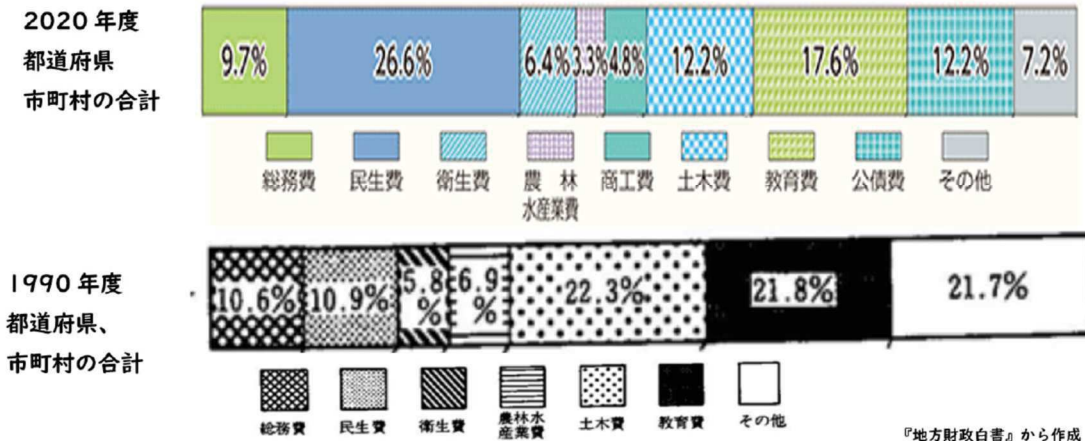 2020年度
都道府県
市町村の合計
9.7% 26.6% 6.4% 3.3% 4.8% 12.2% 17.6% 12.2% 7.2%
総務費 民生費 衛生費 農林 商工費 土木費 教育費 公債費 その他
水産業費
1990年度
都道府県、
市町村の合計
10.6% 10.9% 5.8 6.9 22.3% 21.8% 21.7%
% %
総務費 民生費 衛生費 農林水 土木費 教育費 その他
産業費
『地方財政白書』から作成